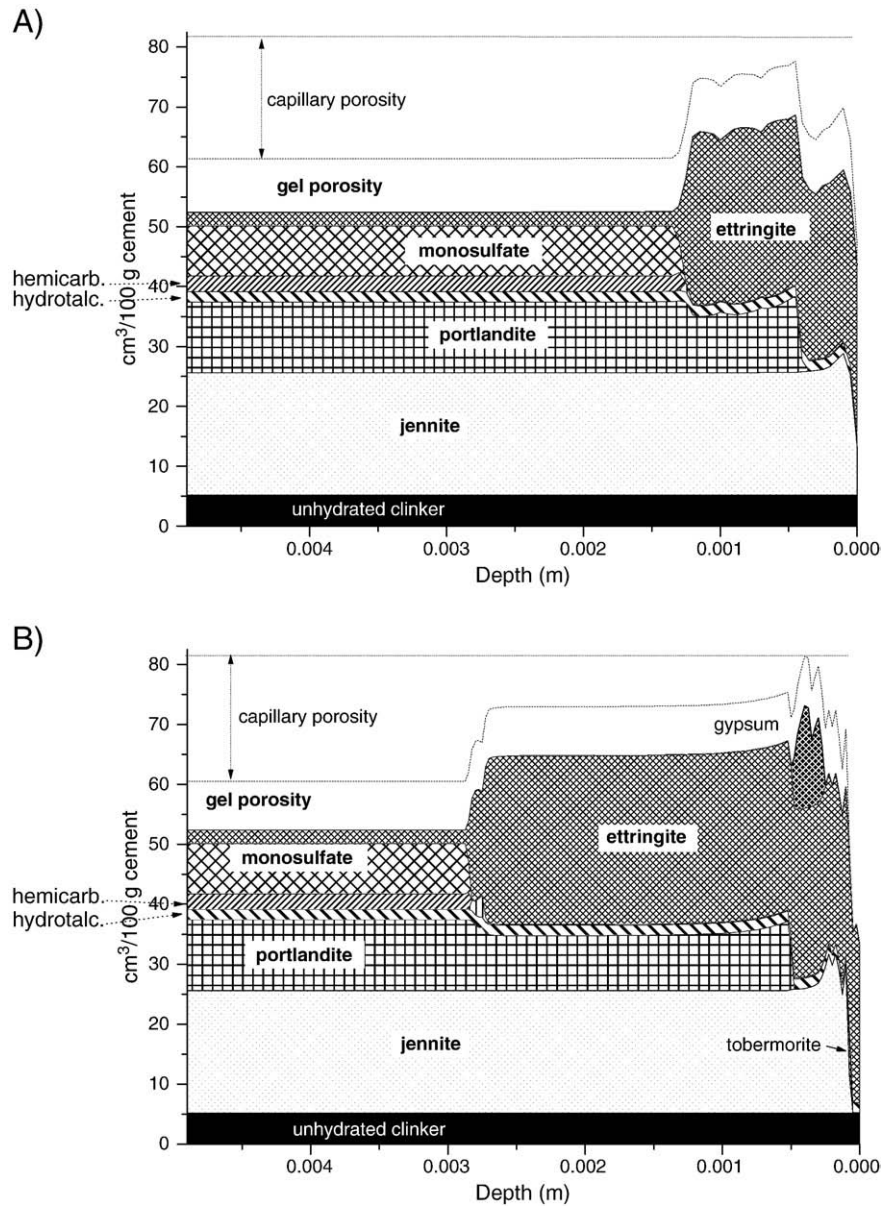 A)
80
70
60
50
40
30
20
10
0
cm³/100 g cement
capillary porosity
gel porosity
ettringite
monosulfate
hemicarb.
hydrotalc.
portlandite
jennite
unhydrated clinker
0.004 0.003 0.002 0.001 0.000
Depth (m)
B)
80
70
60
50
40
30
20
10
0
cm³/100 g cement
capillary porosity
gypsum
gel porosity
ettringite
monosulfate
hemicarb.
hydrotalc.
portlandite
jennite
tobermorite
unhydrated clinker
0.004 0.003 0.002 0.001 0.000
Depth (m)